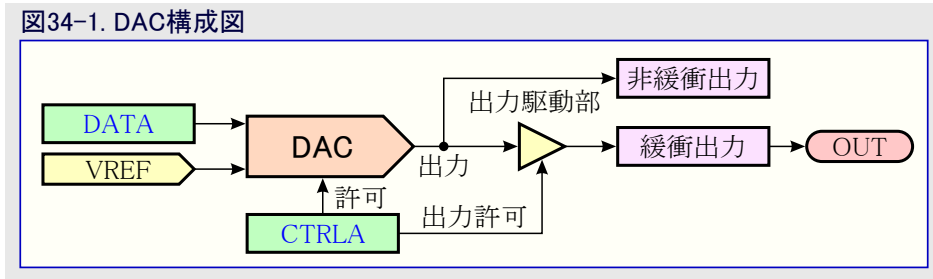 図34-1. DAC構成図
非緩衝出力
出力駆動部
DATA
DAC
緩衝出力
OUT
VREF
出力
許可
出力許可
CTRLA